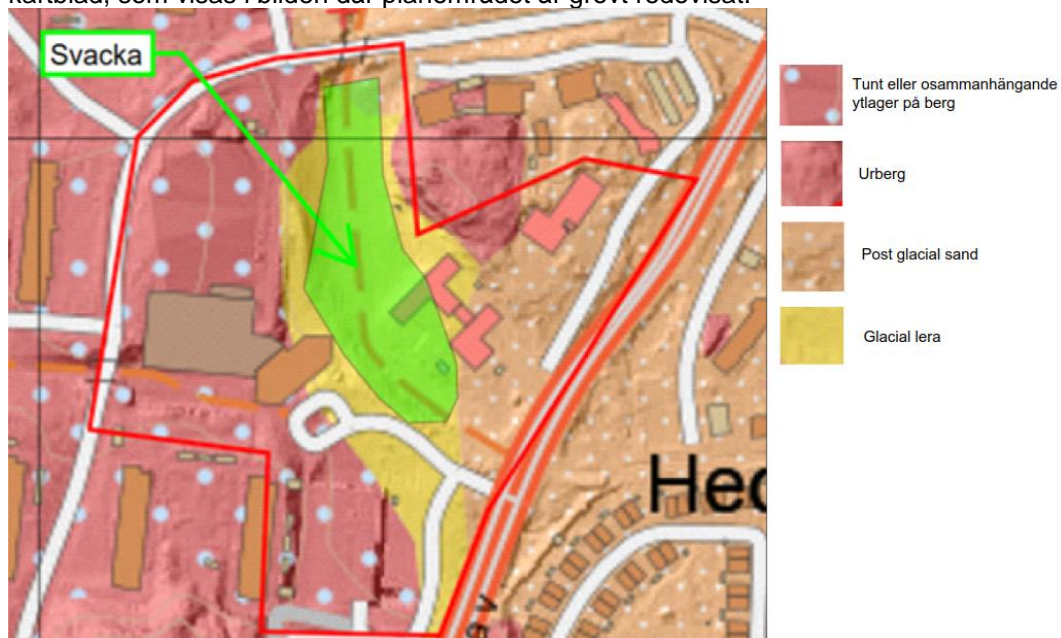 kartblad, som visas i bilden där planområdet är grovt redovisat.
Svacka
Tunt eller osammanhängande
ytlager på berg
Urberg
Post glacial sand
Glacial lera
Hed